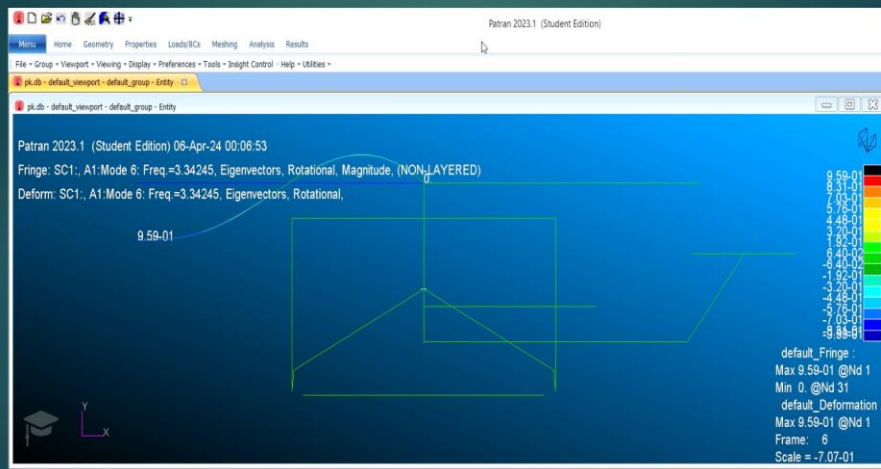 Patran 2023.1 (Student Edition)
Menu Home Geometry Properties Loads/BCs Meshing Analysis Results
File Group Viewport Viewing Display Preferences Tools Insight Control Help Utilities
pk.db - default_viewport - default_group - Entity
pk.db - default_viewport - default_group - Entity
Patran 2023.1 (Student Edition) 06-Apr-24 00:06:53
Fringe: SC1:, A1:Mode 6: Freq.=3.34245, Eigenvectors, Rotational, Magnitude, (NON-LAYERED)
Deform: SC1:, A1:Mode 6: Freq.=3.34245, Eigenvectors, Rotational,
9.59-01
9.59-01
8.31-01
7.03-01
5.76-01
4.48-01
3.20-01
1.92-01
6.40-02
-6.40-02
-1.92-01
-3.20-01
-4.48-01
-5.76-01
-7.03-01
default_Fringe :
Max 9.59-01 @Nd 1
Min 0. @Nd 31
default_Deformation :
Max 9.59-01 @Nd 1
Frame: 6
Scale = -7.07-01
Y
X